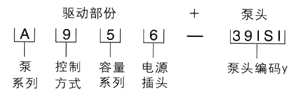 驱动部份 + 泵头
A 9 5 6 — 39ISI
泵 控制 容量 电源 泵头编码y
系列 方式 系列 插头